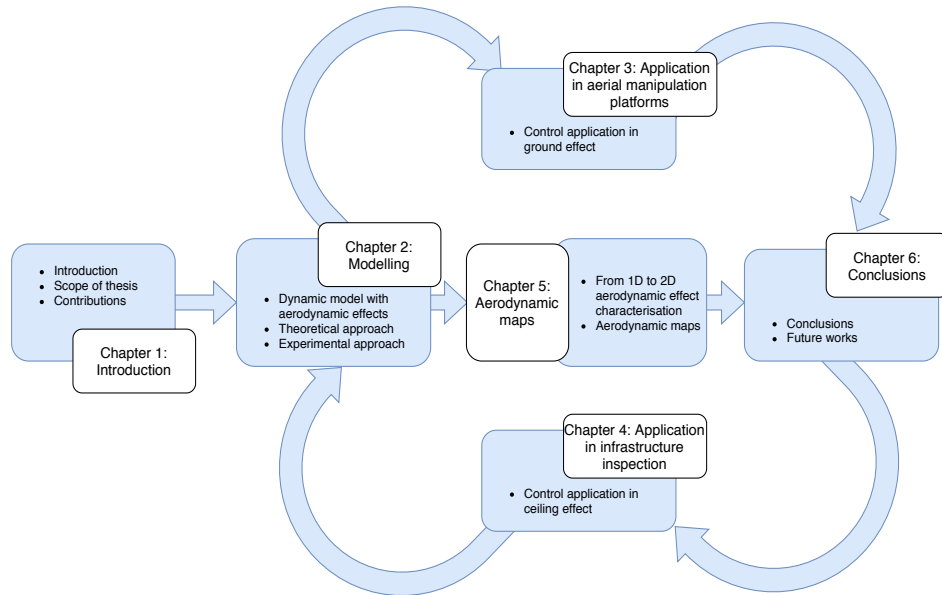 Chapter 3: Application
in aerial manipulation
platforms
• Control application in
ground effect
• Introduction
• Scope of thesis
• Contributions
Chapter 1:
Introduction
Chapter 2:
Modelling
• Dynamic model with
aerodynamic effects
• Theoretical approach
• Experimental approach
Chapter 5:
Aerodynamic
maps
• From 1D to 2D
aerodynamic effect
characterisation
• Aerodynamic maps
Chapter 6:
Conclusions
• Conclusions
• Future works
Chapter 4: Application
in infrastructure
inspection
• Control application in
ceiling effect